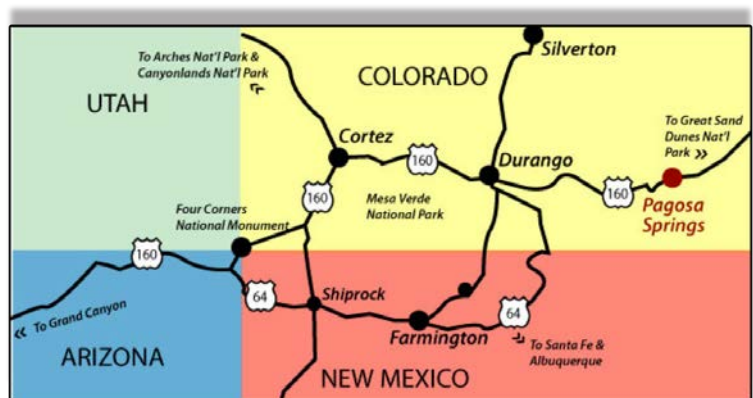 Silverton
To Arches Nat'l Park &
Canyonlands Nat'l Park
COLORADO
UTAH
To Great Sand
Dunes Nat'l
Park
Cortez
160
Durango
160
160
Mesa Verde
National Park
Pagosa
Springs
Four Corners
National Monument
160
64
Shiprock
64
To Grand Canyon
Farmington
To Santa Fe &
Albuquerque
ARIZONA
NEW MEXICO